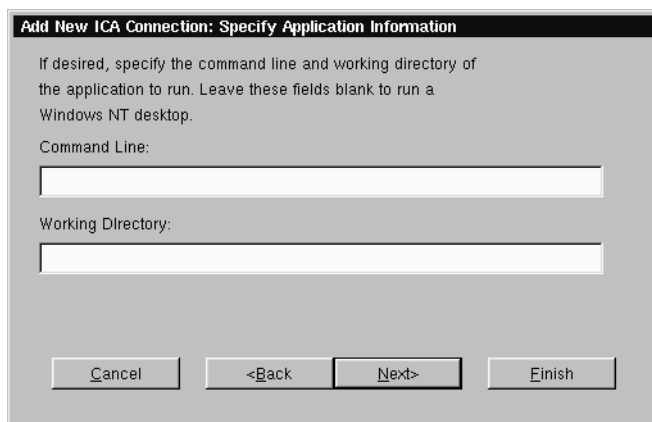 Add New ICA Connection: Specify Application Information
If desired, specify the command line and working directory of
the application to run. Leave these fields blank to run a
Windows NT desktop.
Command Line:
Working DIrectory:
Cancel
<Back
Next>
Finish